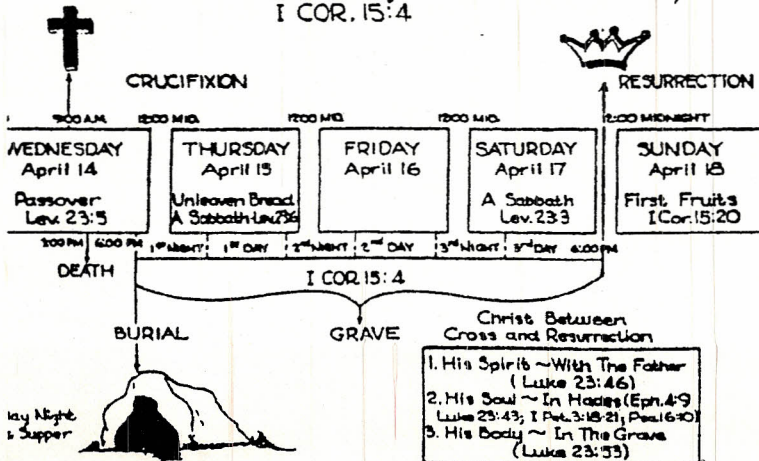 I COR. 15:4
CRUCIFIXION
RESURRECTION
9:00 A.M. 12:00 MID. 12:00 MID. 12:00 MID. 12:00 MIDNIGHT
WEDNESDAY
April 14
Passover
Lev. 23:5
THURSDAY
April 15
Unleaven Bread
A Sabbath-Lev. 23:6
FRIDAY
April 16
SATURDAY
April 17
A Sabbath
Lev. 23:3
SUNDAY
April 18
First Fruits
I Cor. 15:20
3:00 PM 6:00 PM 1st NIGHT 1st DAY 2nd NIGHT 2nd DAY 3rd NIGHT 3rd DAY 6:00 PM
DEATH
I COR. 15:4
BURIAL
GRAVE
Christ Between
Cross and Resurrection
1. His Spirit ~ With The Father
(Luke 23:46)
2. His Soul ~ In Hades (Eph. 4:9
Luke 23:43; I Pet. 3:18-21; Psa. 16:10)
3. His Body ~ In The Grave
(Luke 23:53)
ay Night
Supper